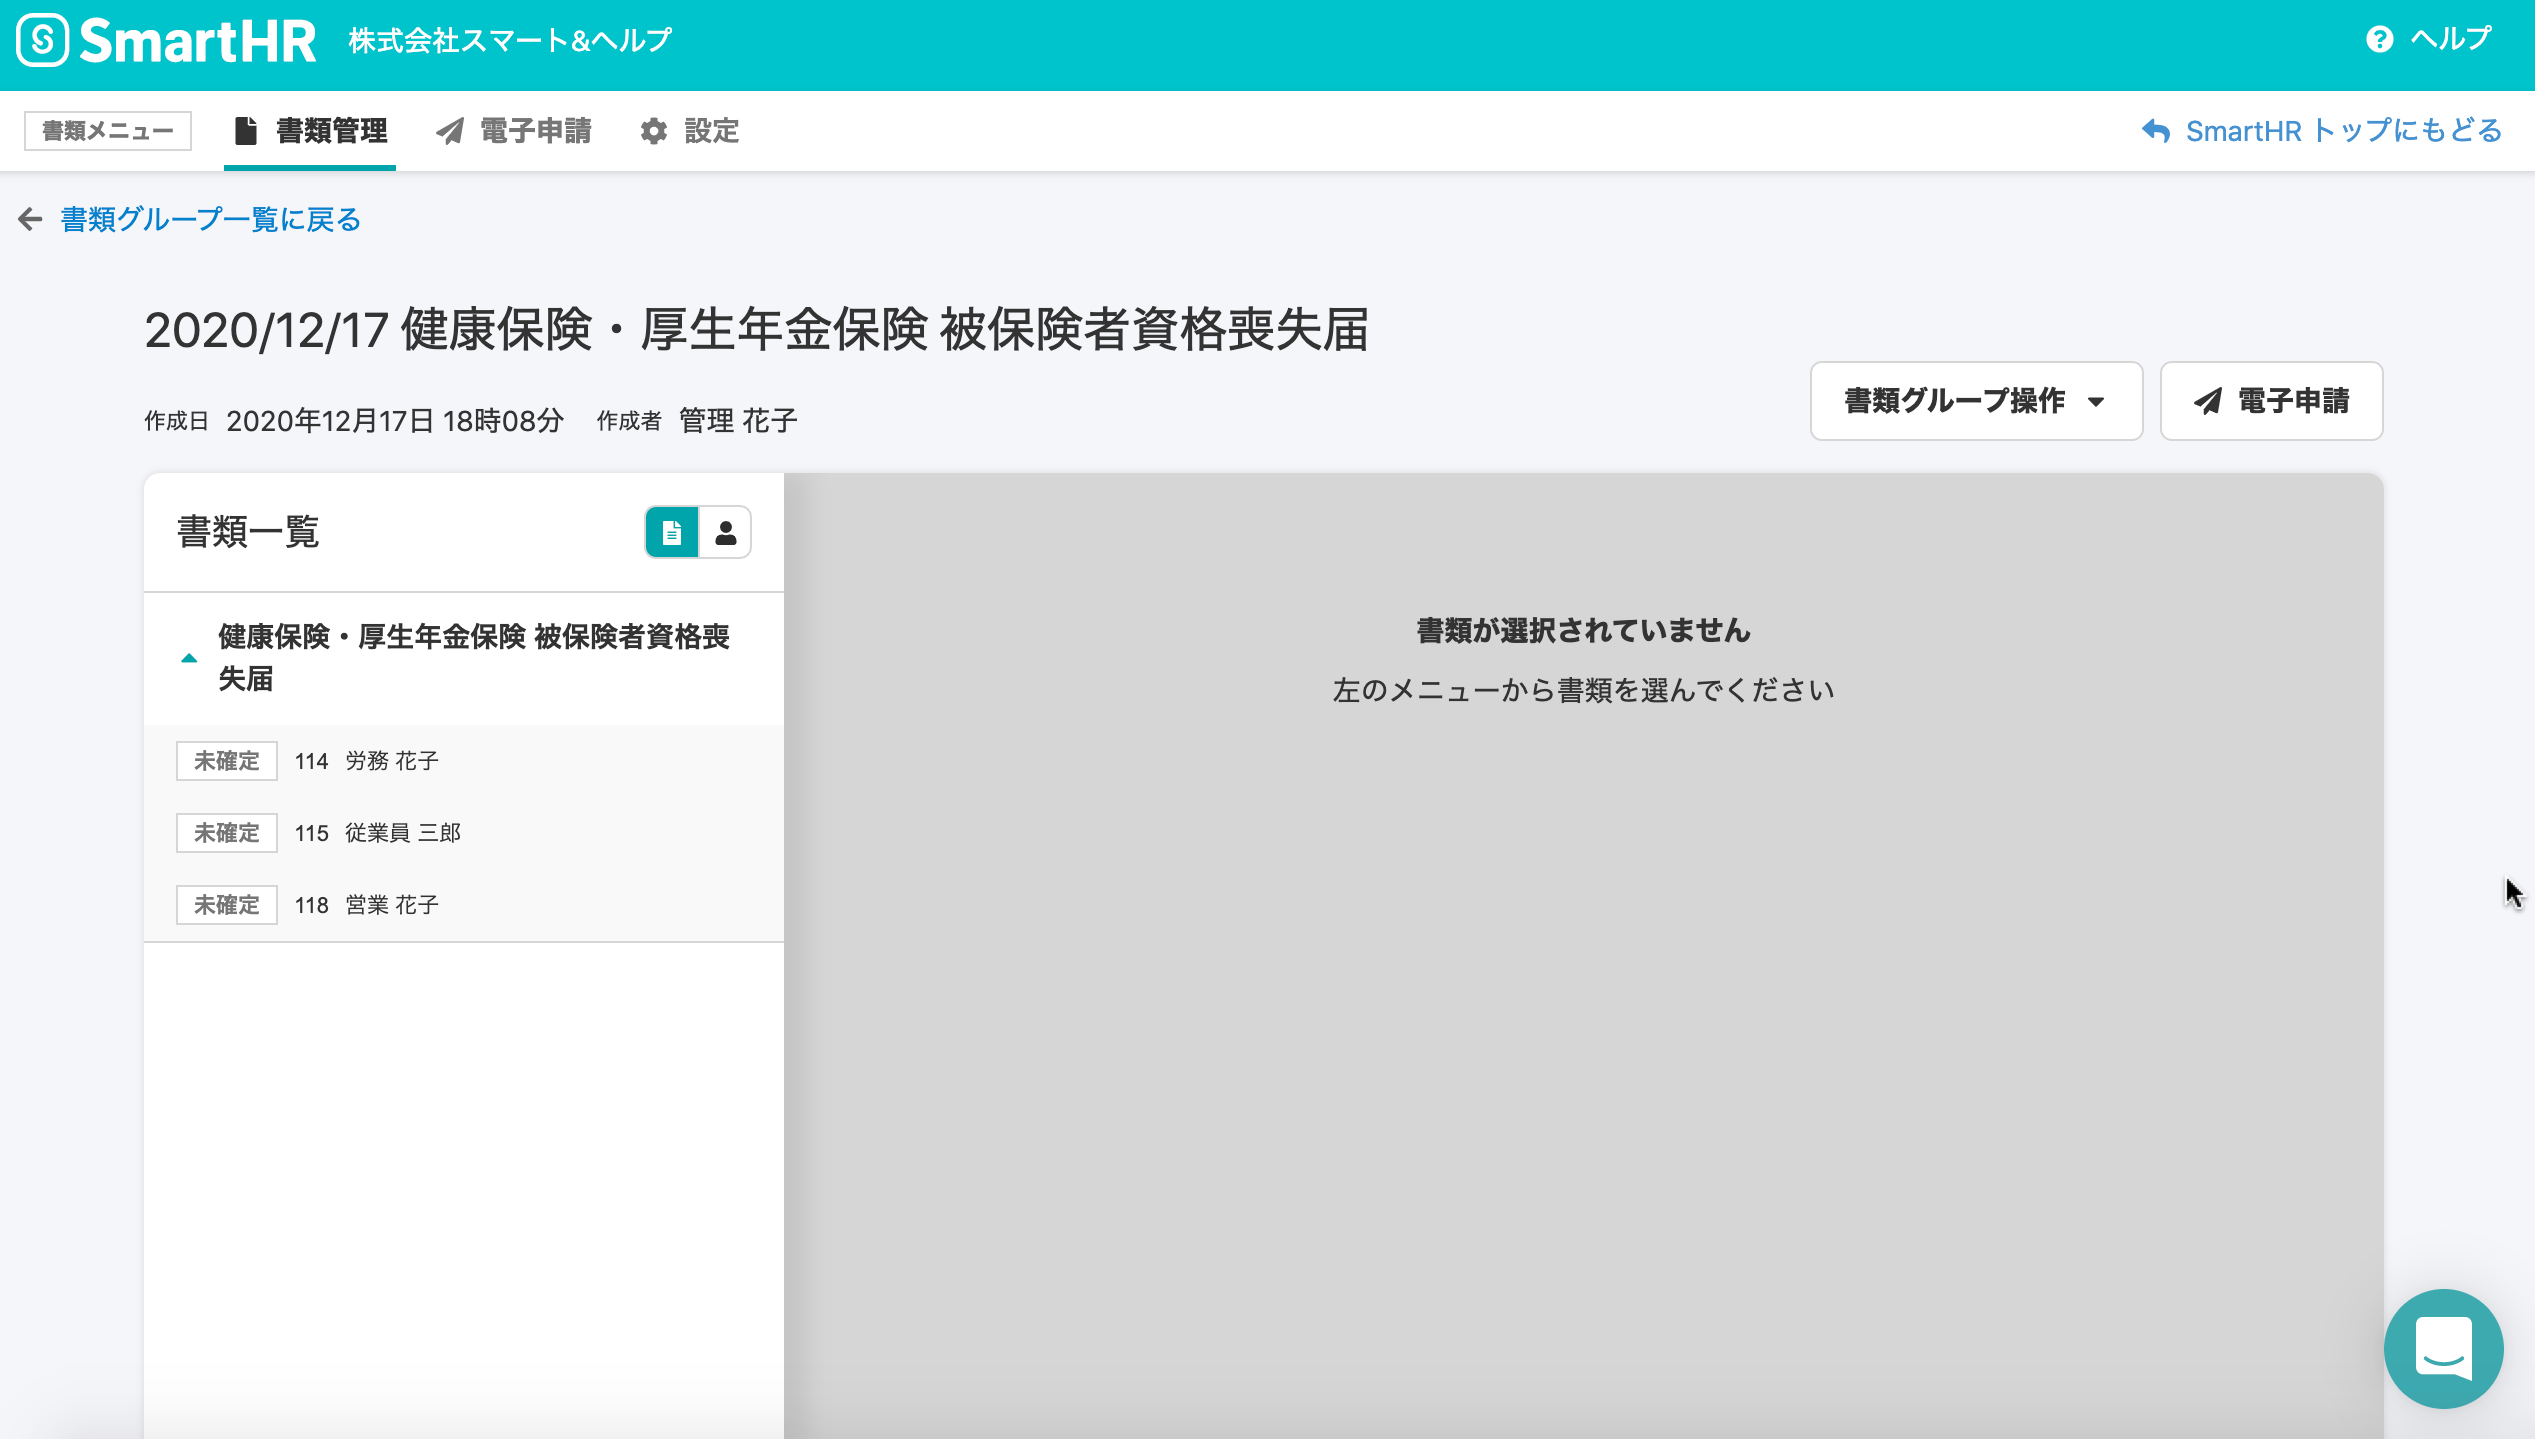 SmartHR 株式会社スマート&ヘルプ ? ヘルプ
書類メニュー 書類管理 電子申請 設定 SmartHR トップにもどる
書類グループ一覧に戻る
2020/12/17 健康保険・厚生年金保険 被保険者資格喪失届
作成日 2020年12月17日 18時08分 作成者 管理 花子
書類グループ操作 電子申請
書類一覧
健康保険・厚生年金保険 被保険者資格喪
失届
未確定 114 労務 花子
未確定 115 従業員 三郎
未確定 118 営業 花子
書類が選択されていません
左のメニューから書類を選んでください